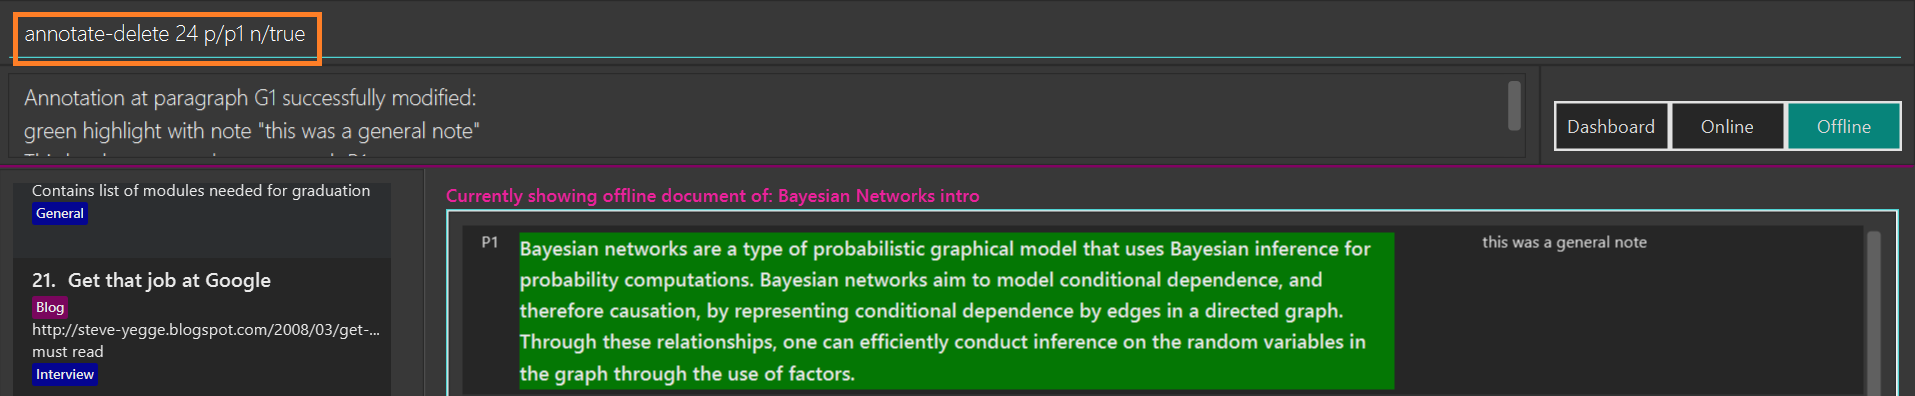 annotate-delete 24 p/p1 n/true
Annotation at paragraph G1 successfully modified:
green highlight with note "this was a general note"
Dashboard
Online
Offline
Contains list of modules needed for graduation
General
21. Get that job at Google
Blog
http://steve-yegge.blogspot.com/2008/03/get-...
must read
Interview
Currently showing offline document of: Bayesian Networks intro
P1
Bayesian networks are a type of probabilistic graphical model that uses Bayesian inference for
probability computations. Bayesian networks aim to model conditional dependence, and
therefore causation, by representing conditional dependence by edges in a directed graph.
Through these relationships, one can efficiently conduct inference on the random variables in
the graph through the use of factors.
this was a general note